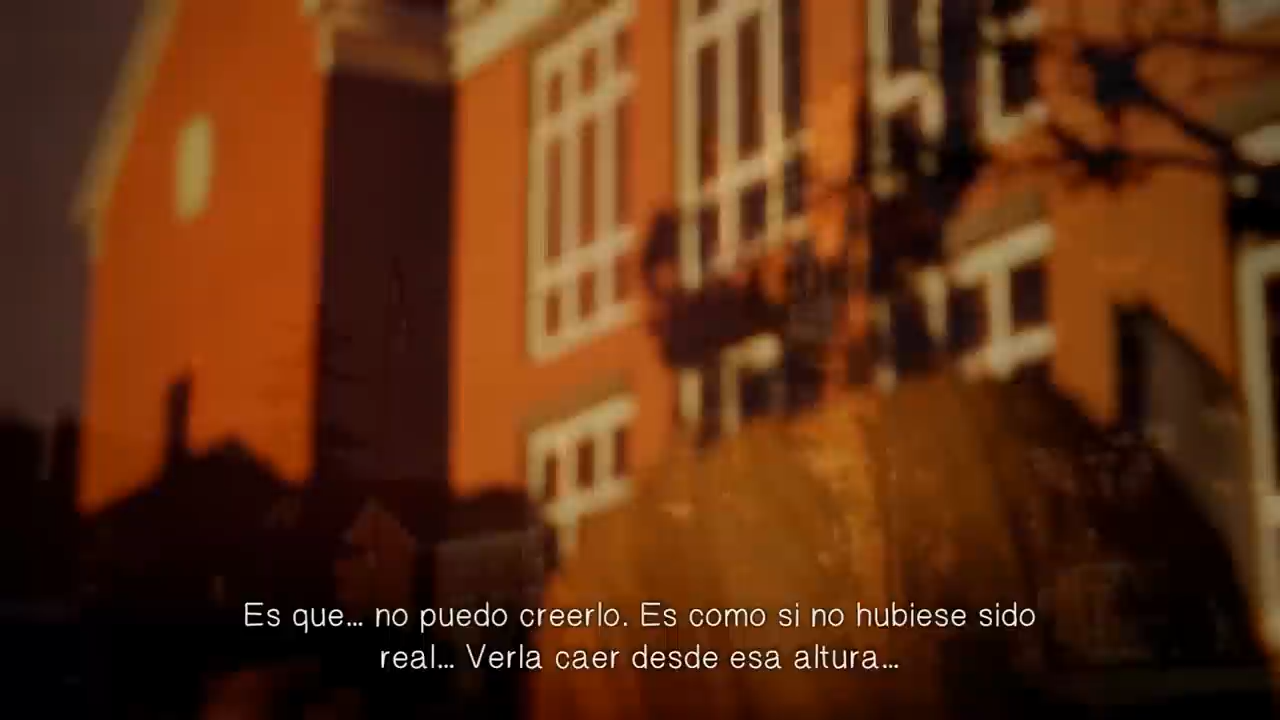 Es que... no puedo creerlo. Es como si no hubiese sido
real... Verla caer desde esa altura...